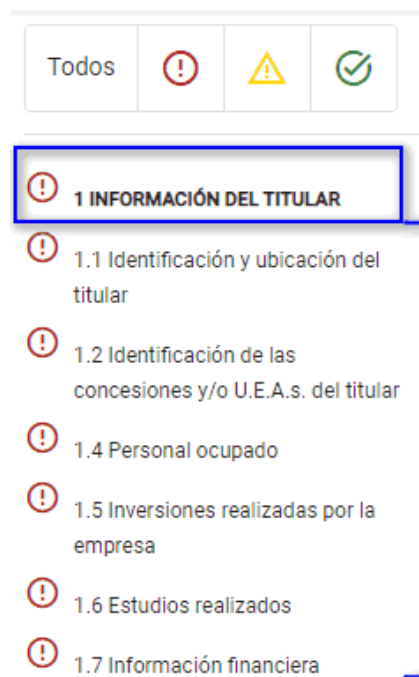 Todos
1 INFORMACIÓN DEL TITULAR
1.1 Identificación y ubicación del
titular
1.2 Identificación de las
concesiones y/o U.E.A.s. del titular
1.4 Personal ocupado
1.5 Inversiones realizadas por la
empresa
1.6 Estudios realizados
1.7 Información financiera